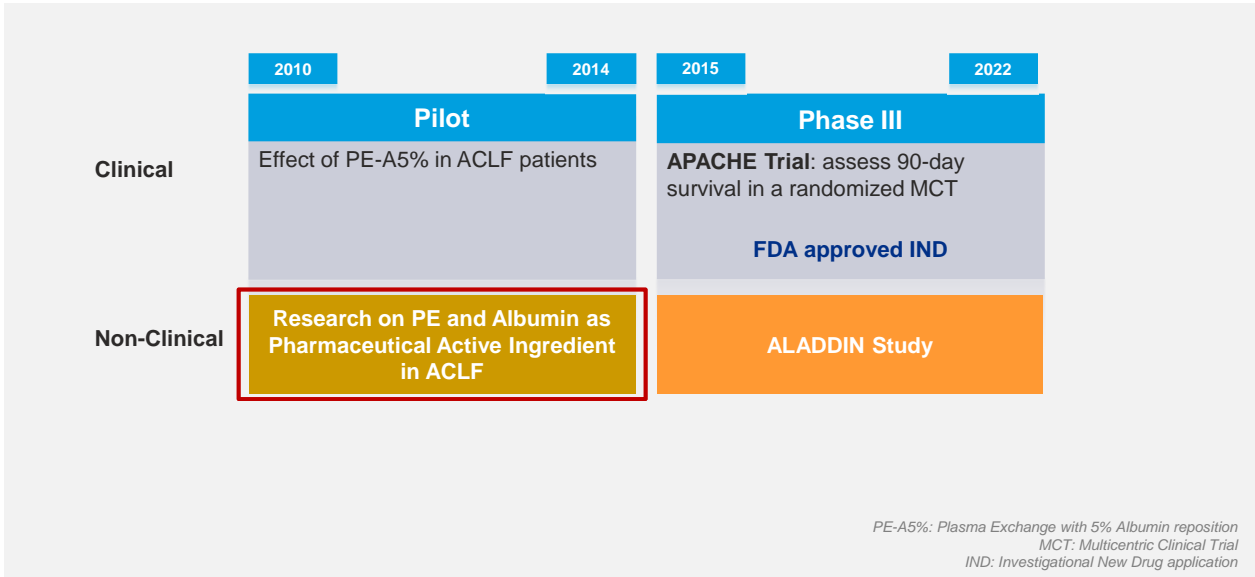 2010
2014
2015
2022
Pilot
Phase III
Clinical
Effect of PE-A5% in ACLF patients
APACHE Trial: assess 90-day
survival in a randomized MCT
FDA approved IND
Non-Clinical
Research on PE and Albumin as
Pharmaceutical Active Ingredient
in ACLF
ALADDIN Study
PE-A5%: Plasma Exchange with 5% Albumin reposition
MCT: Multicentric Clinical Trial
IND: Investigational New Drug application